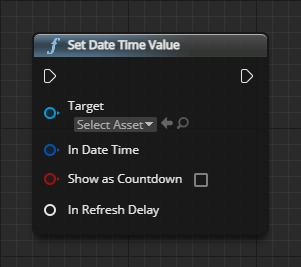 Set Date Time Value
Target
Select Asset
In Date Time
Show as Countdown
In Refresh Delay